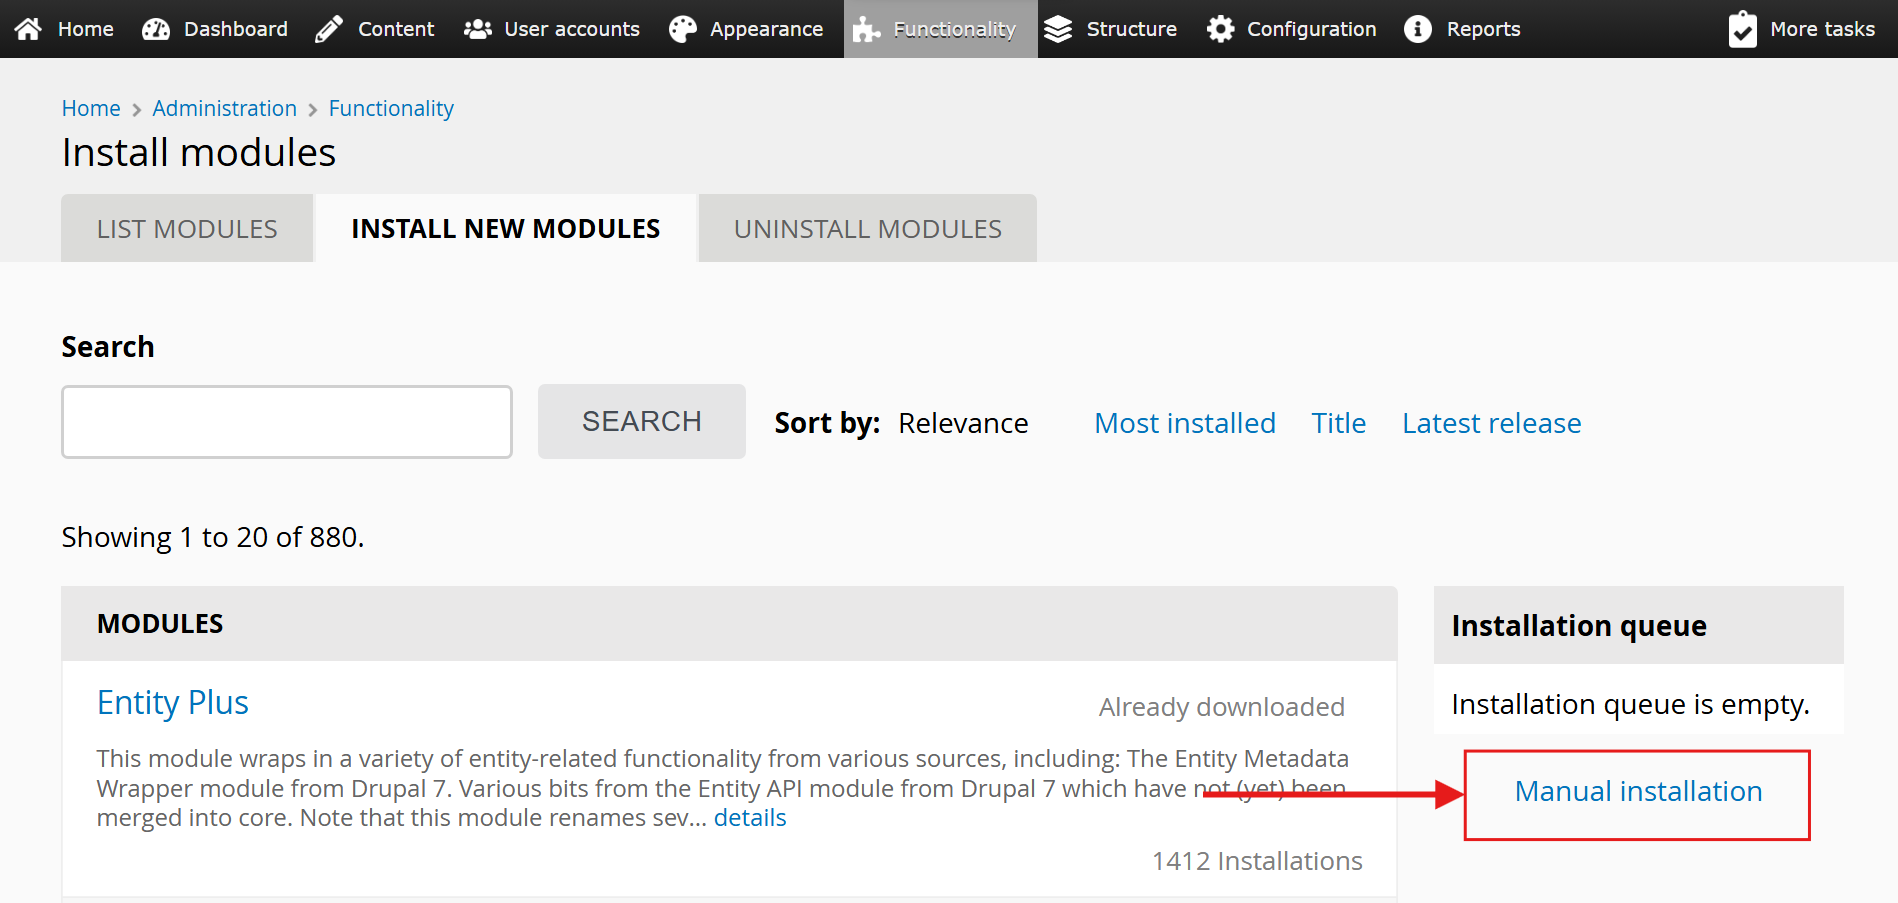 Home Dashboard Content User accounts Appearance Functionality Structure Configuration Reports More tasks
Home › Administration › Functionality
Install modules
LIST MODULES INSTALL NEW MODULES UNINSTALL MODULES
Search
SEARCH Sort by: Relevance Most installed Title Latest release
Showing 1 to 20 of 880.
MODULES
Entity Plus Already downloaded
This module wraps in a variety of entity-related functionality from various sources, including: The Entity Metadata
Wrapper module from Drupal 7. Various bits from the Entity API module from Drupal 7 which have not (yet) been
merged into core. Note that this module renames sev... details
1412 Installations
Installation queue
Installation queue is empty.
Manual installation